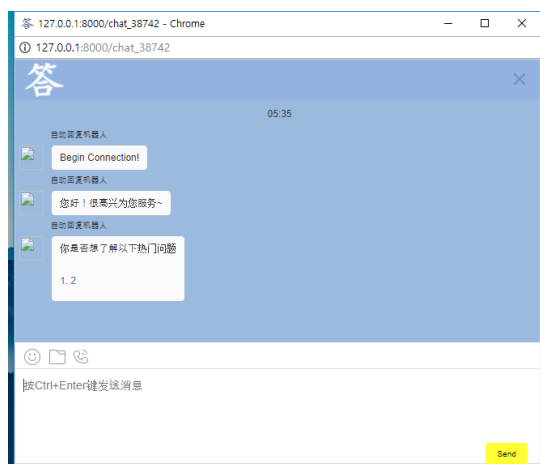 答 127.0.0.1:8000/chat_38742 - Chrome
127.0.0.1:8000/chat_38742
答
05:35
自动回复机器人
Begin Connection!
自动回复机器人
您好！很高兴为您服务~
自动回复机器人
你是否想了解以下热门问题
1. 2
按Ctrl+Enter键发送消息
Send